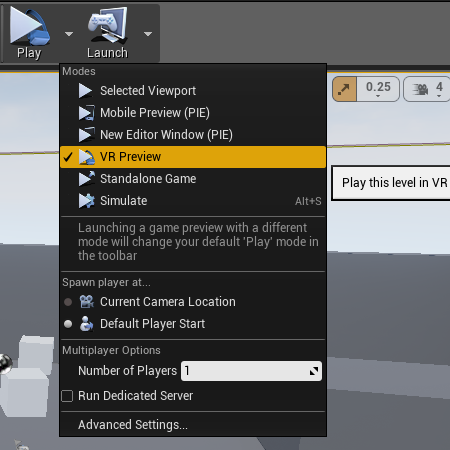 Play
Launch
Modes
Selected Viewport
Mobile Preview (PIE)
New Editor Window (PIE)
VR Preview
Standalone Game
Simulate Alt+S
Launching a game preview with a different
mode will change your default 'Play' mode in
the toolbar
Spawn player at...
Current Camera Location
Default Player Start
Multiplayer Options
Number of Players 1
Run Dedicated Server
Advanced Settings...
0.25
4
Play this level in VR